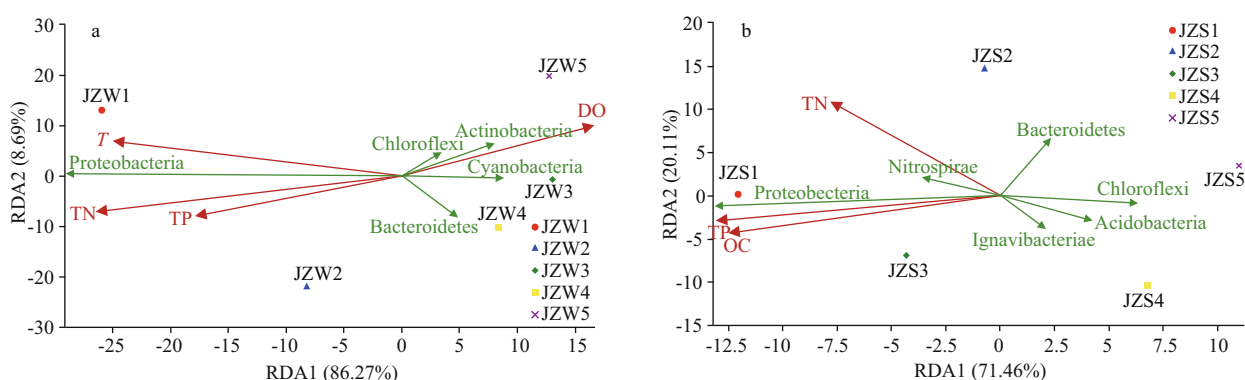 a
30
20
10
0
-10
-20
-30
RDA2 (8.69%)
-25
-20
-15
-10
-5
0
5
10
15
RDA1 (86.27%)
JZW1
T
Proteobacteria
TN
TP
JZW2
Chloroflexi
Actinobacteria
Cyanobacteria
Bacteroidetes
JZW5
DO
JZW3
JZW4
JZW1
JZW2
JZW3
JZW4
JZW5
b
20
15
10
5
0
-5
-10
-15
RDA2 (20.11%)
-12.5
-10
-7.5
-5
-2.5
0
2.5
5
7.5
10
RDA1 (71.46%)
JZS2
TN
Bacteroidetes
Nitrospirae
JZS1
Proteobecteria
Chloroflexi
JZS5
Acidobacteria
TP
OC
Ignavibacteriae
JZS3
JZS4
JZS1
JZS2
JZS3
JZS4
JZS5